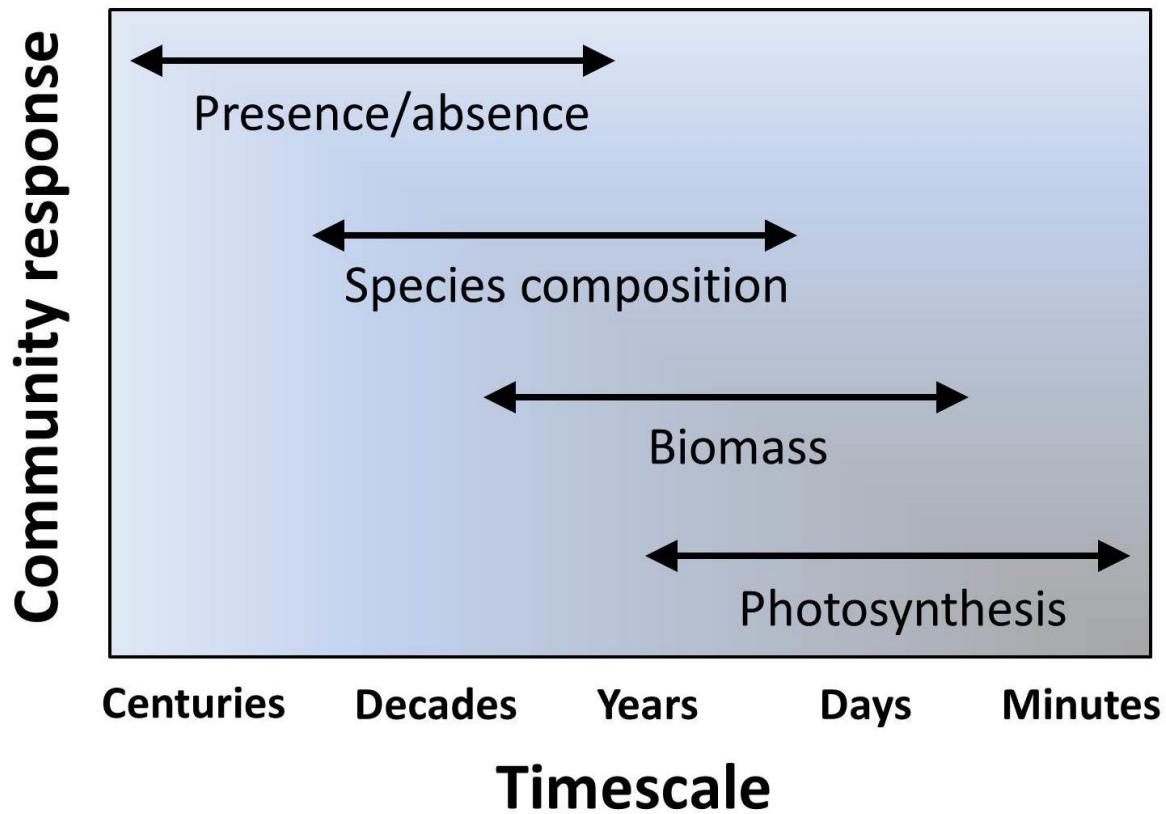 Community response
Presence/absence
Species composition
Biomass
Photosynthesis
Centuries Decades Years Days Minutes
Timescale